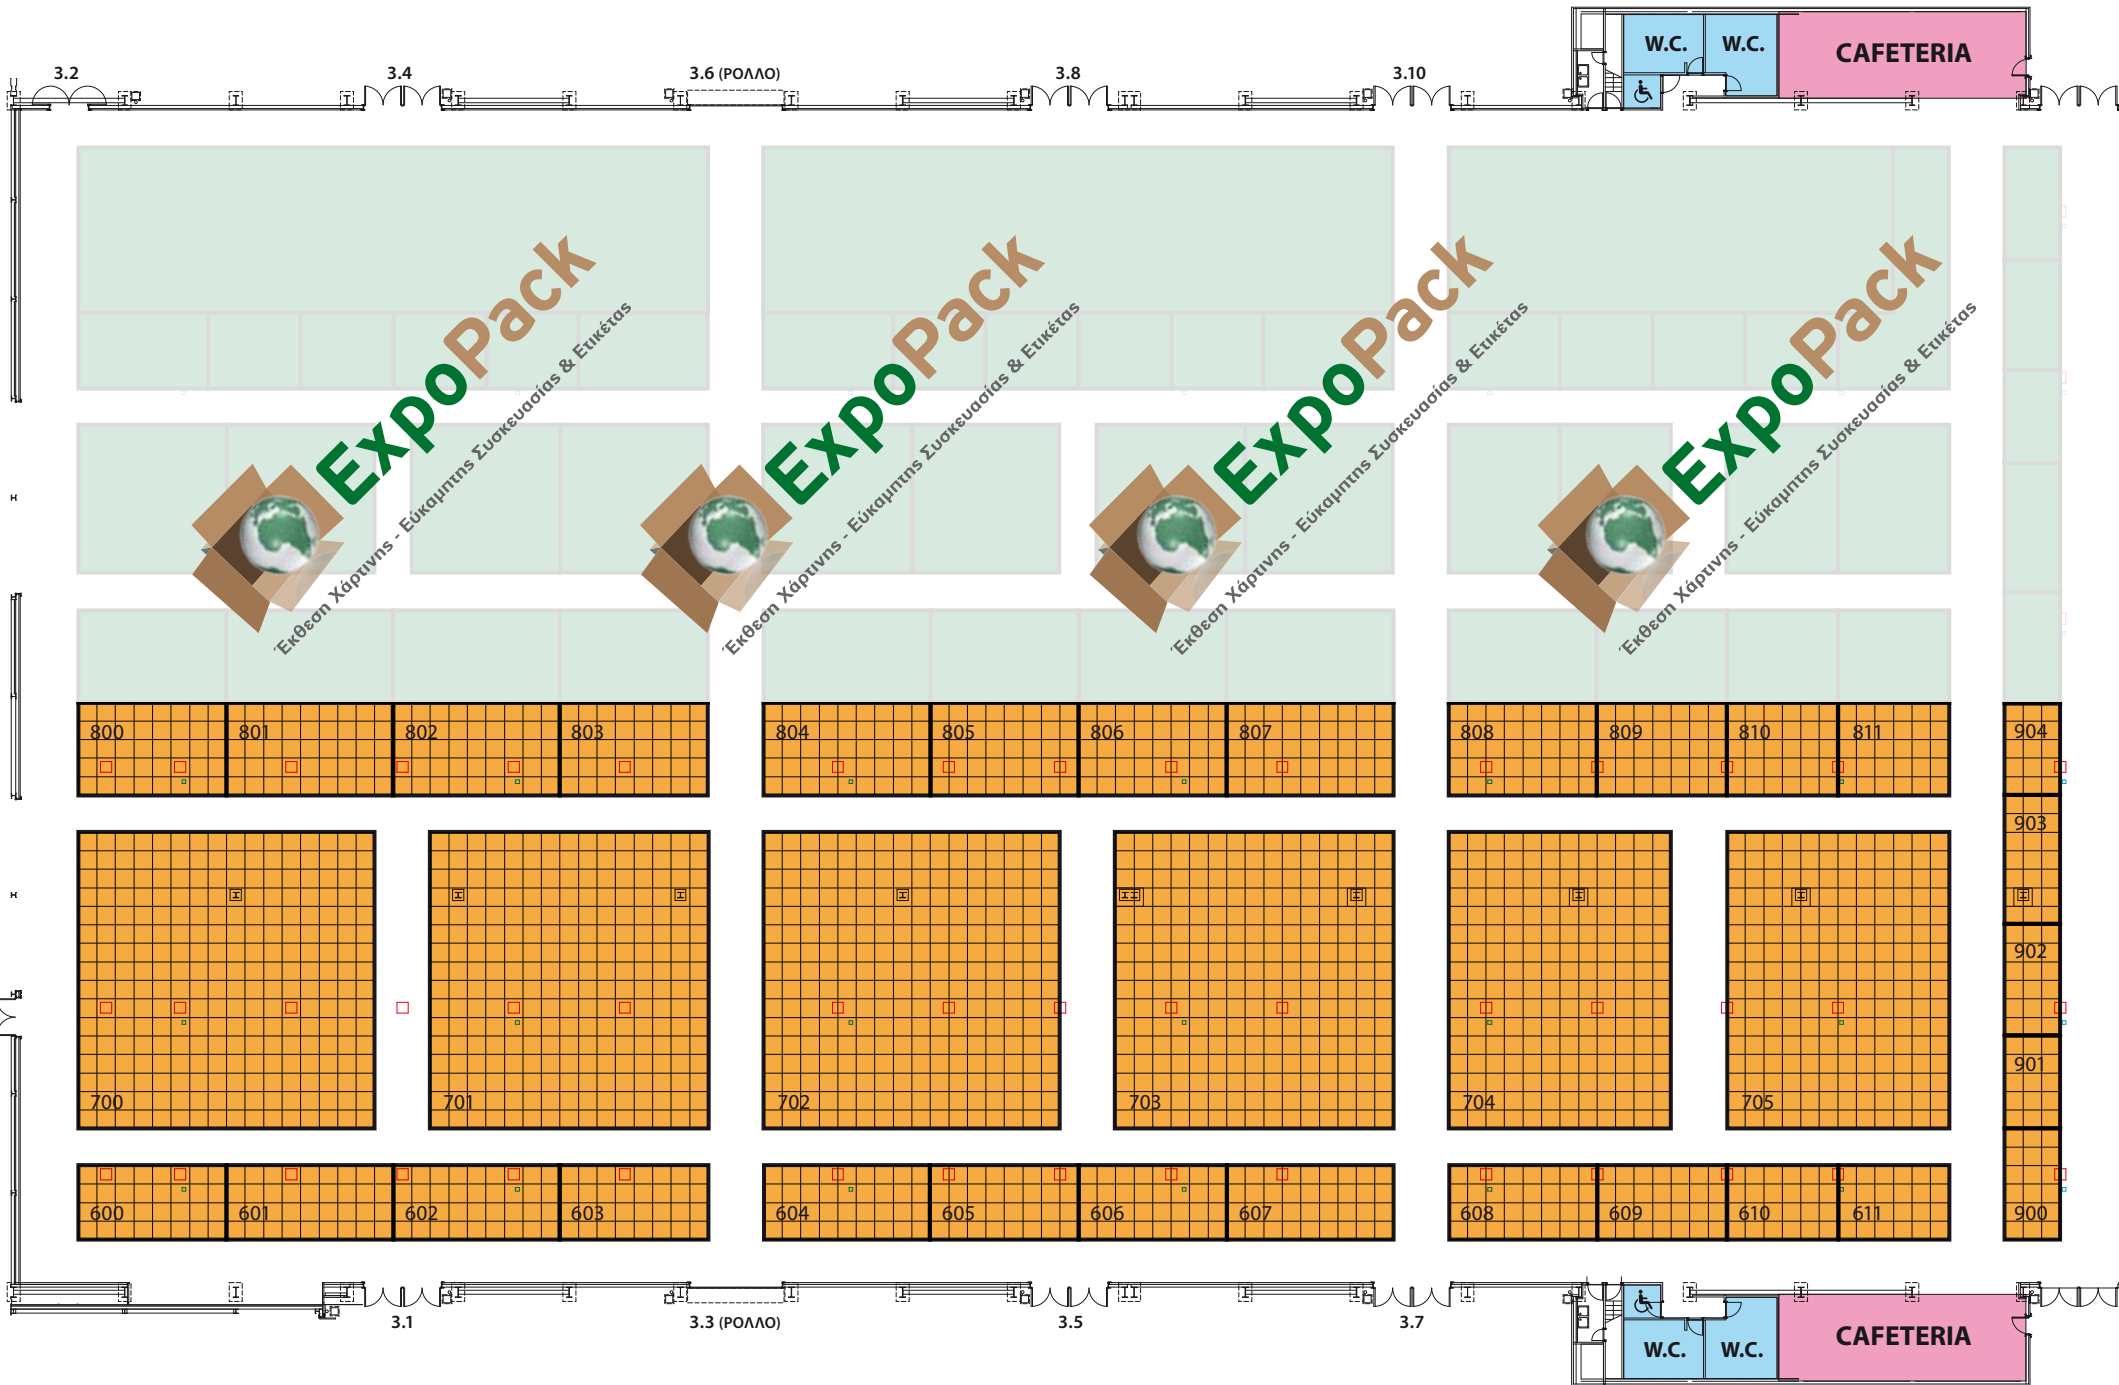 W.C. W.C. CAFETERIA
3.2 3.4 3.6 (ΡΟΛΛΟ) 3.8 3.10
ExpoPack
Έκθεση Χάρτινης - Εύκαμπτης Συσκευασίας & Ετικέτας
ExpoPack
Έκθεση Χάρτινης - Εύκαμπτης Συσκευασίας & Ετικέτας
ExpoPack
Έκθεση Χάρτινης - Εύκαμπτης Συσκευασίας & Ετικέτας
ExpoPack
Έκθεση Χάρτινης - Εύκαμπτης Συσκευασίας & Ετικέτας
800 801 802 803 804 805 806 807 808 809 810 811 904
903
902
901
700 701 702 703 704 705
600 601 602 603 604 605 606 607 608 609 610 611 900
3.1 3.3 (ΡΟΛΛΟ) 3.5 3.7
W.C. W.C. CAFETERIA